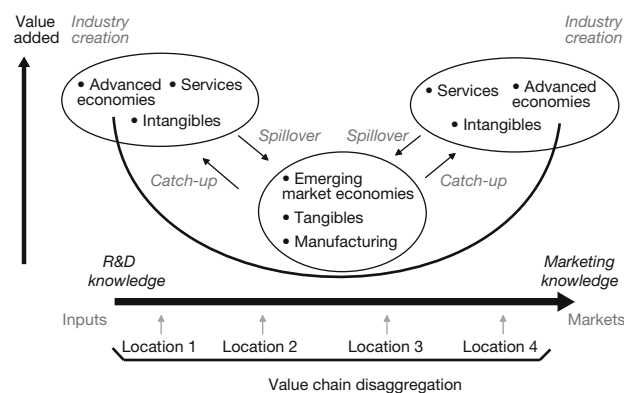 Value
added
Industry
creation
Industry
creation
• Advanced
economies
• Services
• Intangibles
• Services
• Advanced
economies
• Intangibles
Spillover
Spillover
Catch-up
Catch-up
• Emerging
market economies
• Tangibles
• Manufacturing
R&D
knowledge
Marketing
knowledge
Inputs
Markets
Location 1
Location 2
Location 3
Location 4
Value chain disaggregation